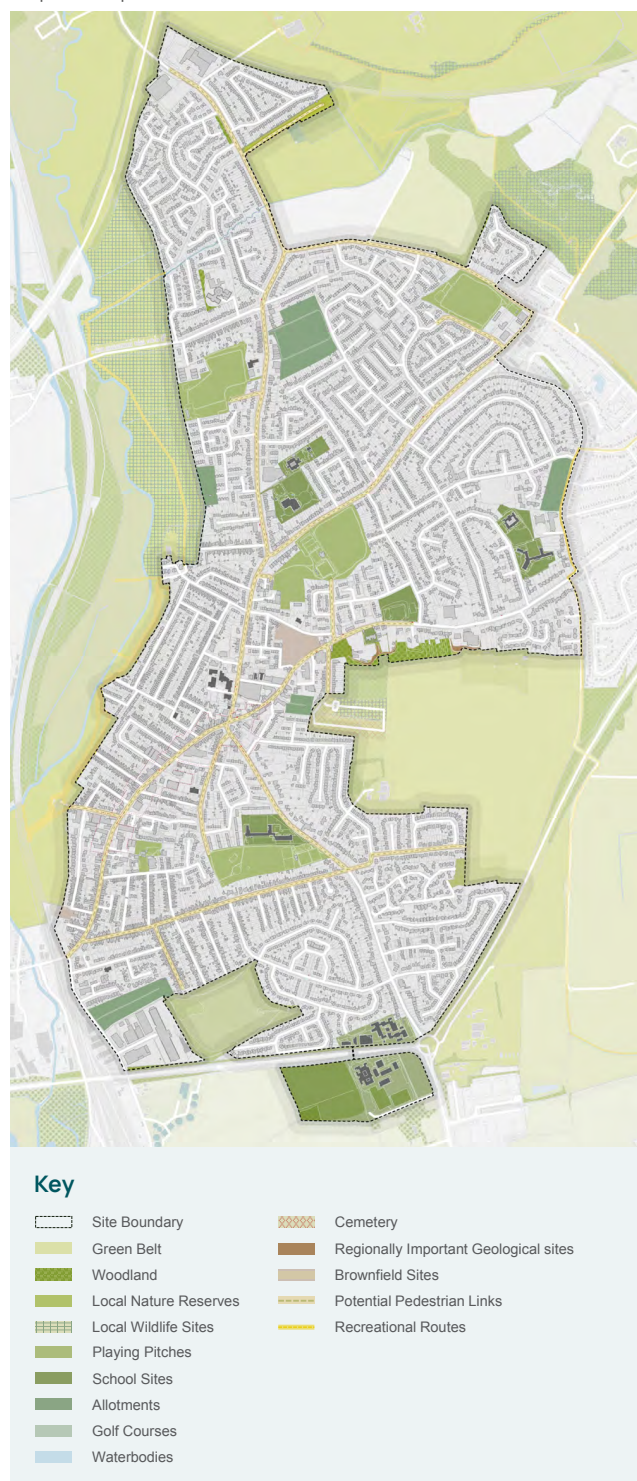 Key
Site Boundary
Green Belt
Woodland
Local Nature Reserves
Local Wildlife Sites
Playing Pitches
School Sites
Allotments
Golf Courses
Waterbodies
Cemetery
Regionally Important Geological sites
Brownfield Sites
Potential Pedestrian Links
Recreational Routes